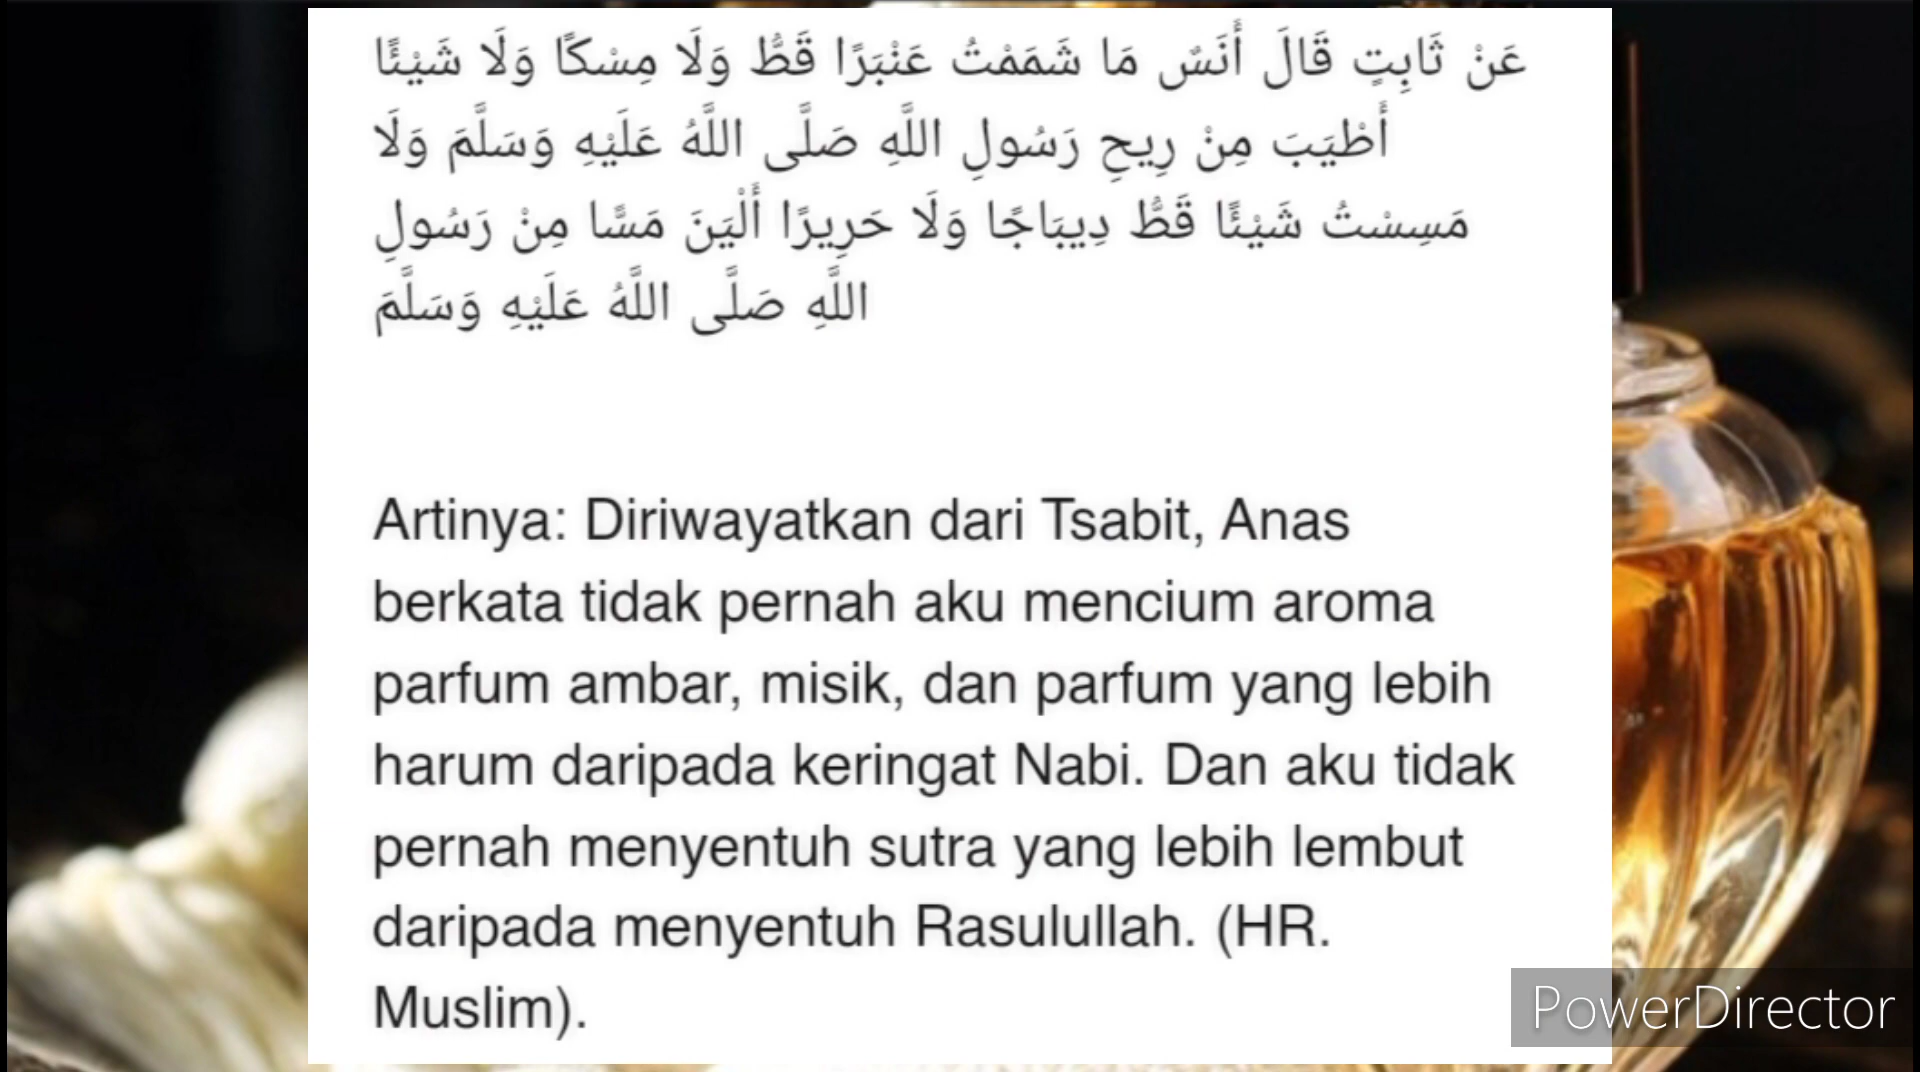 عَنْ ثَابِتٍ قَالَ أَنَسٌ مَا شَمَمْتُ عَنْبَرًا قَطُّ وَلَا مِسْكًا وَلَا شَيْئًا
أَطْيَبَ مِنْ رِيحِ رَسُولِ اللَّهِ صَلَّى اللَّهُ عَلَيْهِ وَسَلَّمَ وَلَا
مَسِسْتُ شَيْئًا قَطُّ دِيبَاجًا وَلَا حَرِيرًا أَلْيَنَ مَسًّا مِنْ رَسُولِ
اللَّهِ صَلَّى اللَّهُ عَلَيْهِ وَسَلَّمَ
Artinya: Diriwayatkan dari Tsabit, Anas
berkata tidak pernah aku mencium aroma
parfum ambar, misik, dan parfum yang lebih
harum daripada keringat Nabi. Dan aku tidak
pernah menyentuh sutra yang lebih lembut
daripada menyentuh Rasulullah. (HR.
Muslim).
PowerDirector